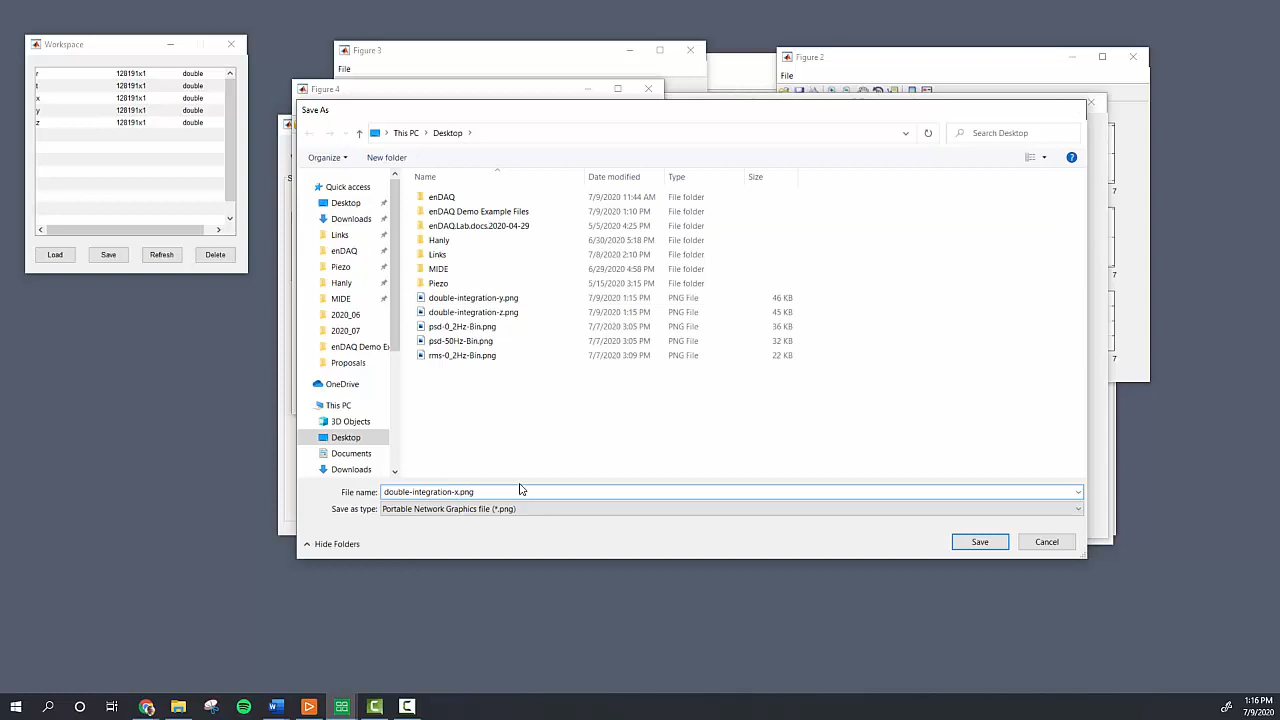 Workspace
r 128191x1 double
t 128191x1 double
x 128191x1 double
y 128191x1 double
z 128191x1 double
Load Save Refresh Delete
Figure 3
File
Figure 2
File
Figure 4
Save As
This PC Desktop
Search Desktop
Organize New folder
Quick access
Desktop
Downloads
Links
enDAQ
Piezo
Hanly
MIDE
2020_06
2020_07
enDAQ Demo E
Proposals
OneDrive
This PC
3D Objects
Desktop
Documents
Downloads
Name Date modified Type Size
enDAQ 7/9/2020 11:44 AM File folder
enDAQ Demo Example Files 7/9/2020 1:10 PM File folder
enDAQ.Lab.docs.2020-04-29 5/5/2020 4:25 PM File folder
Hanly 6/30/2020 5:18 PM File folder
Links 7/8/2020 2:10 PM File folder
MIDE 6/29/2020 4:58 PM File folder
Piezo 5/15/2020 3:15 PM File folder
double-integration-y.png 7/9/2020 1:15 PM PNG File 46 KB
double-integration-z.png 7/9/2020 1:15 PM PNG File 45 KB
psd-0_2Hz-Bin.png 7/7/2020 3:05 PM PNG File 36 KB
psd-50Hz-Bin.png 7/7/2020 3:05 PM PNG File 32 KB
rms-0_2Hz-Bin.png 7/7/2020 3:09 PM PNG File 22 KB
7
7
7
File name: double-integration-x.png
Save as type: Portable Network Graphics file (*.png)
Hide Folders
Save Cancel
1:16 PM
7/9/2020